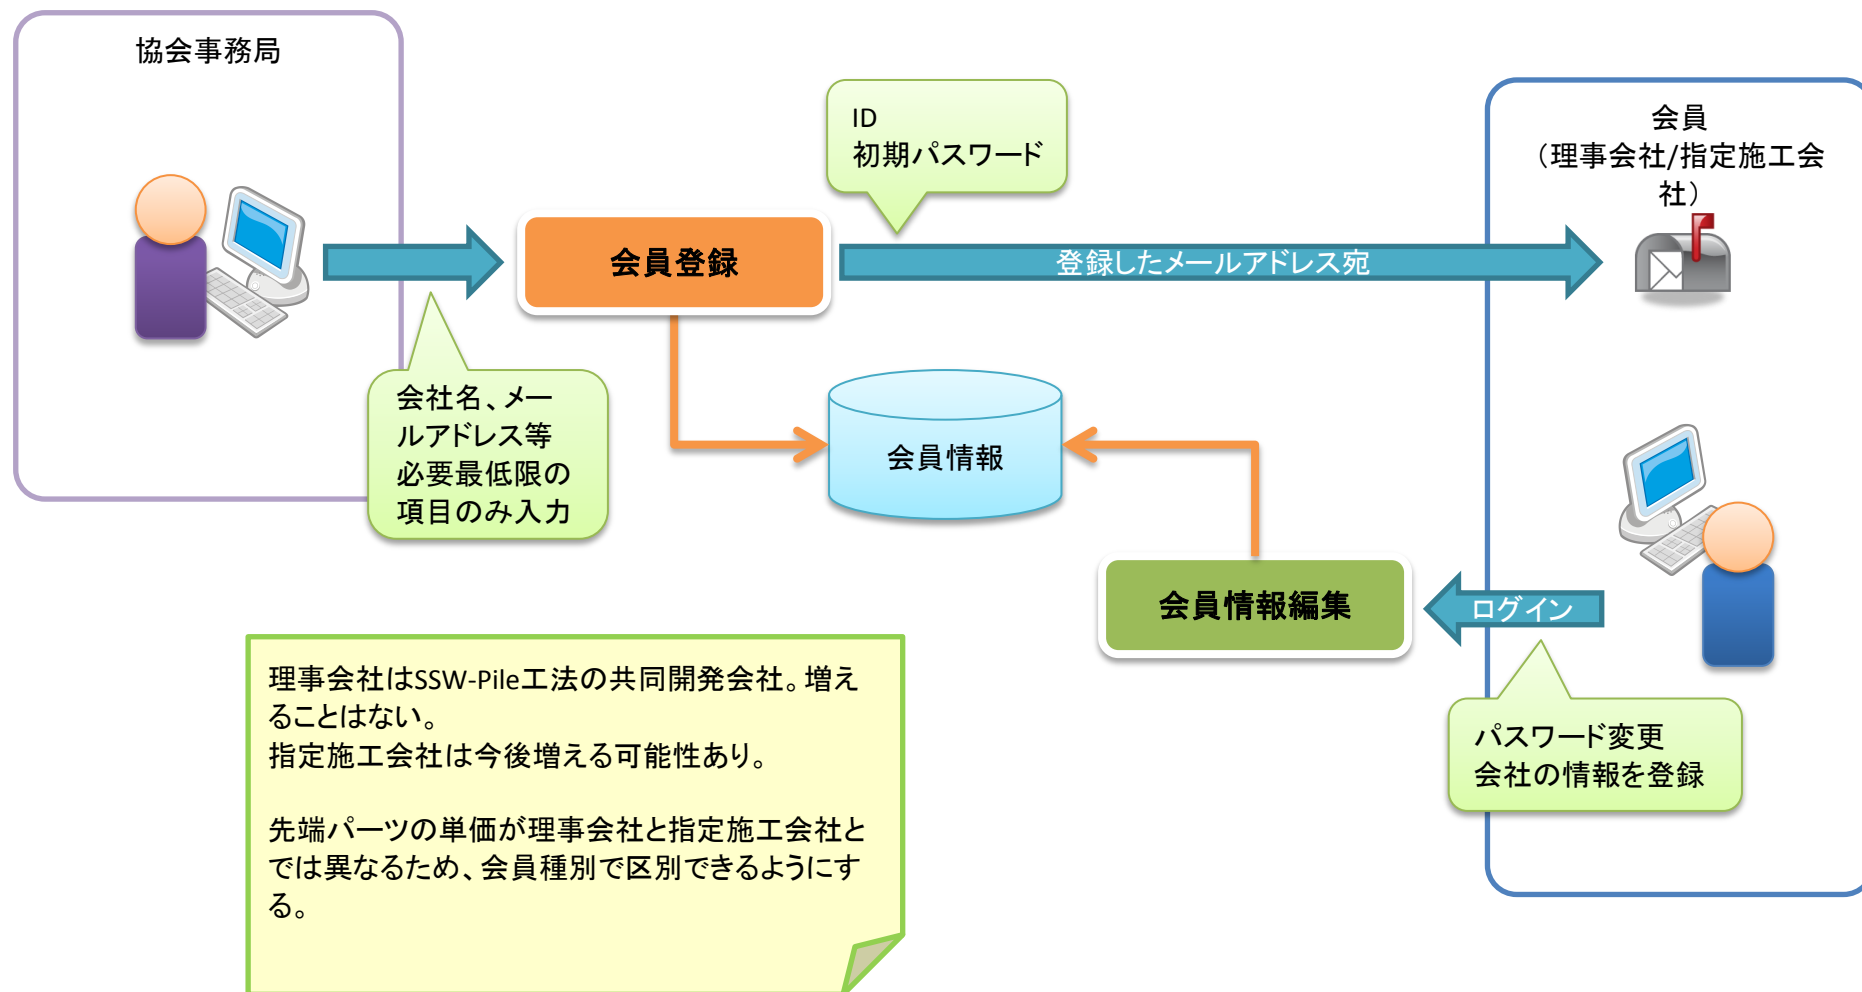 協会事務局
ID
初期パスワード
会員
（理事会社/指定施工会
社）
会員登録
登録したメールアドレス宛
会社名、メー
ルアドレス等
必要最低限の
項目のみ入力
会員情報
会員情報編集
ログイン
理事会社はSSW-Pile工法の共同開発会社。増え
ることはない。
指定施工会社は今後増える可能性あり。
先端パーツの単価が理事会社と指定施工会社と
では異なるため、会員種別で区別できるようにす
る。
パスワード変更
会社の情報を登録